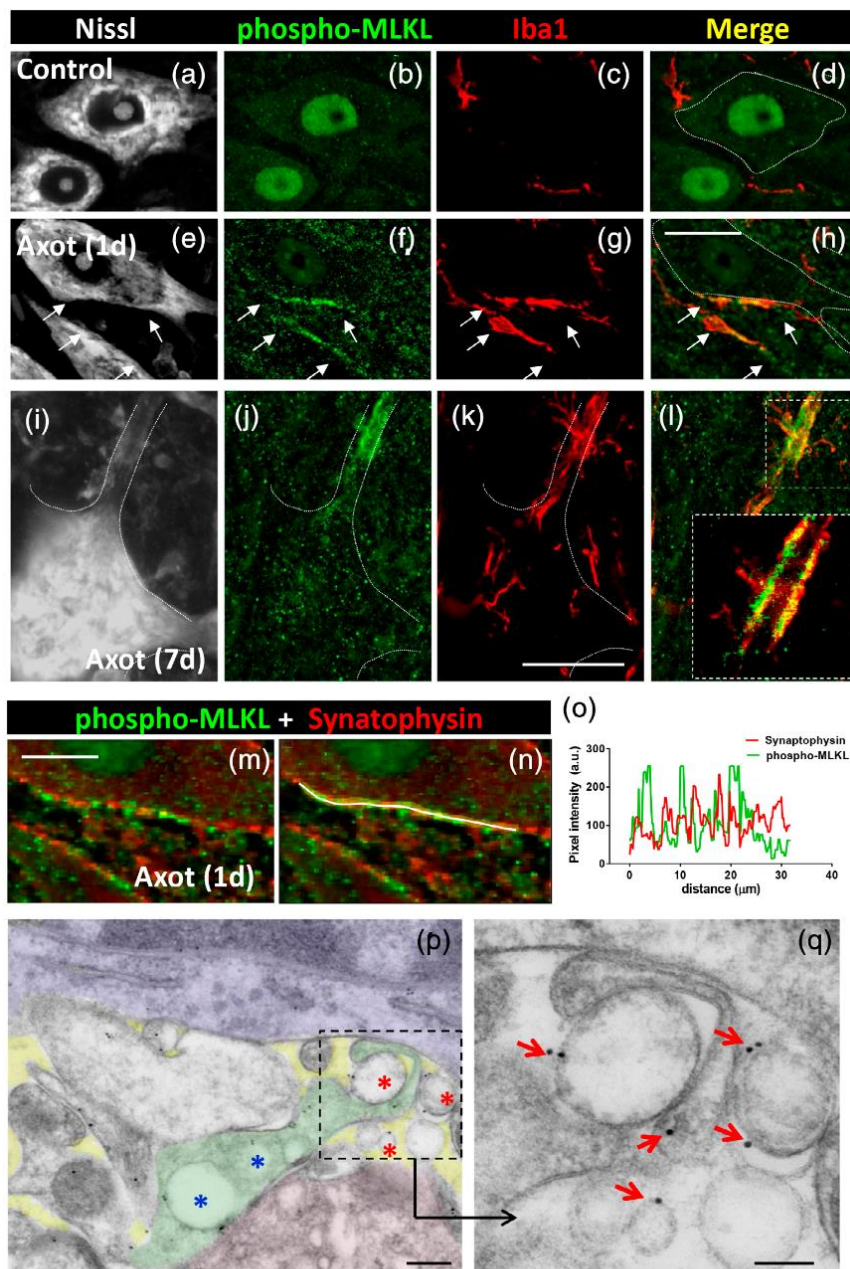 Nissl phospho-MLKL Iba1 Merge
Control (a) (b) (c) (d)
Axot (1d) (e) (f) (g) (h)
(i) (j) (k) (l)
Axot (7d)
phospho-MLKL + Synatophysin (o)
(m) (n)
Axot (1d)
Synaptophysin
phospho-MLKL
Pixel intensity (a.u.)
300
200
100
0
0 10 20 30 40
distance (μm)
(p) (q)
* * * * *